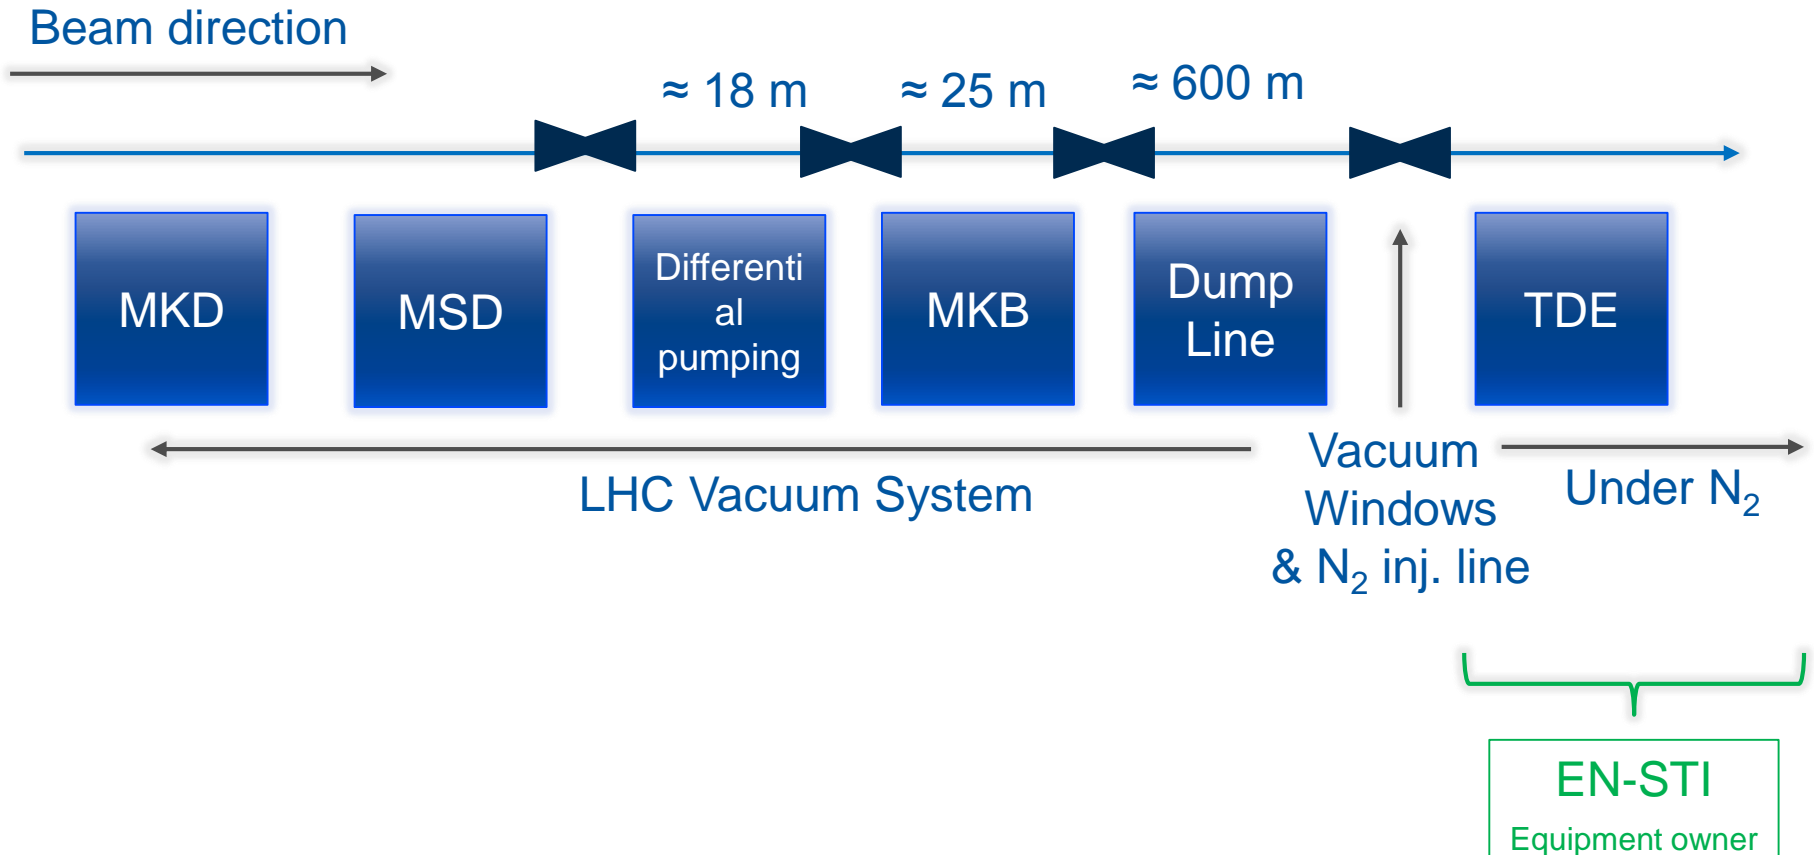 Beam direction
≈ 18 m
≈ 25 m
≈ 600 m
MKD
MSD
Differenti
al
pumping
MKB
Dump
Line
TDE
LHC Vacuum System
Vacuum
Windows
& N₂ inj. line
Under N₂
EN-STI
Equipment owner